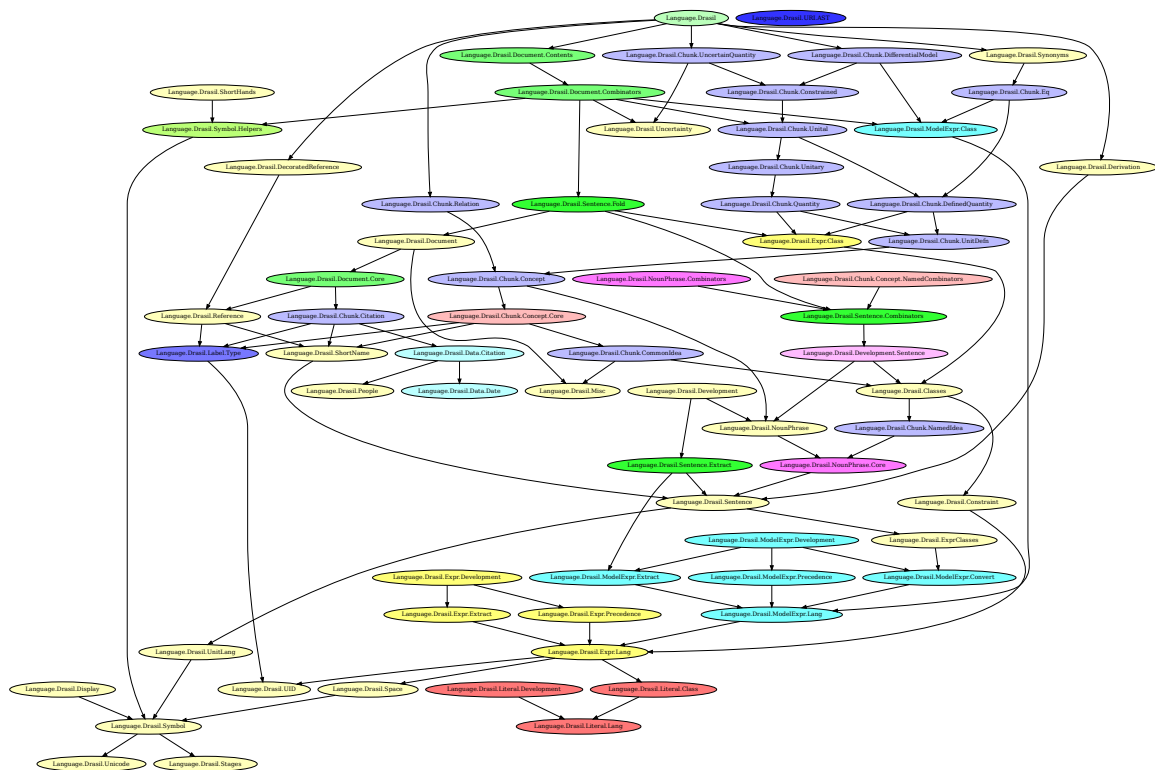 Language.Drasil
Language.Drasil.URI.AST
Language.Drasil.Document.Contents
Language.Drasil.Chunk.UncertainQuantity
Language.Drasil.Chunk.DifferentialModel
Language.Drasil.Synonyms
Language.Drasil.ShortHands
Language.Drasil.Document.Combinators
Language.Drasil.Chunk.Constrained
Language.Drasil.Chunk.Eq
Language.Drasil.Symbol.Helpers
Language.Drasil.Uncertainty
Language.Drasil.Chunk.Unital
Language.Drasil.ModelExpr.Class
Language.Drasil.DecoratedReference
Language.Drasil.Chunk.Unitary
Language.Drasil.Derivation
Language.Drasil.Chunk.Relation
Language.Drasil.Sentence.Fold
Language.Drasil.Chunk.Quantity
Language.Drasil.Chunk.DefinedQuantity
Language.Drasil.Document
Language.Drasil.Expr.Class
Language.Drasil.Chunk.UnitDefn
Language.Drasil.Document.Core
Language.Drasil.Chunk.Concept
Language.Drasil.NounPhrase.Combinators
Language.Drasil.Chunk.Concept.NamedCombinators
Language.Drasil.Reference
Language.Drasil.Chunk.Citation
Language.Drasil.Chunk.Concept.Core
Language.Drasil.Sentence.Combinators
Language.Drasil.Label.Type
Language.Drasil.ShortName
Language.Drasil.Data.Citation
Language.Drasil.Chunk.CommonIdea
Language.Drasil.Development.Sentence
Language.Drasil.People
Language.Drasil.Data.Date
Language.Drasil.Misc
Language.Drasil.Development
Language.Drasil.Classes
Language.Drasil.NounPhrase
Language.Drasil.Chunk.NamedIdea
Language.Drasil.Sentence.Extract
Language.Drasil.NounPhrase.Core
Language.Drasil.Sentence
Language.Drasil.Constraint
Language.Drasil.ModelExpr.Development
Language.Drasil.ExprClasses
Language.Drasil.Expr.Development
Language.Drasil.ModelExpr.Extract
Language.Drasil.ModelExpr.Precedence
Language.Drasil.ModelExpr.Convert
Language.Drasil.Expr.Extract
Language.Drasil.Expr.Precedence
Language.Drasil.ModelExpr.Lang
Language.Drasil.UnitLang
Language.Drasil.Expr.Lang
Language.Drasil.Display
Language.Drasil.UID
Language.Drasil.Space
Language.Drasil.Literal.Development
Language.Drasil.Literal.Class
Language.Drasil.Symbol
Language.Drasil.Literal.Lang
Language.Drasil.Unicode
Language.Drasil.Stages